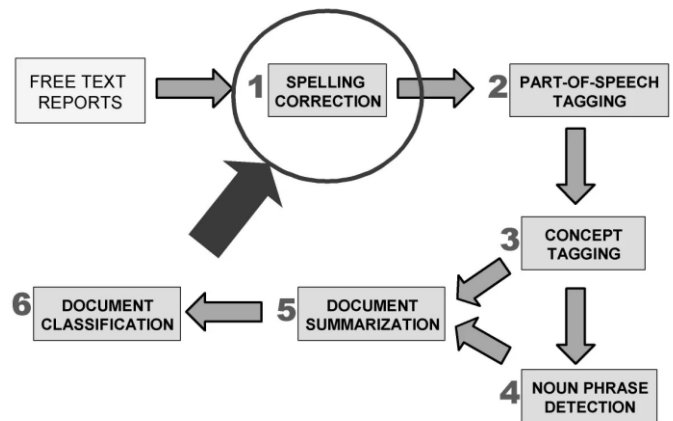 FREE TEXT
REPORTS
1
SPELLING
CORRECTION
2
PART-OF-SPEECH
TAGGING
3
CONCEPT
TAGGING
4
NOUN PHRASE
DETECTION
5
DOCUMENT
SUMMARIZATION
6
DOCUMENT
CLASSIFICATION